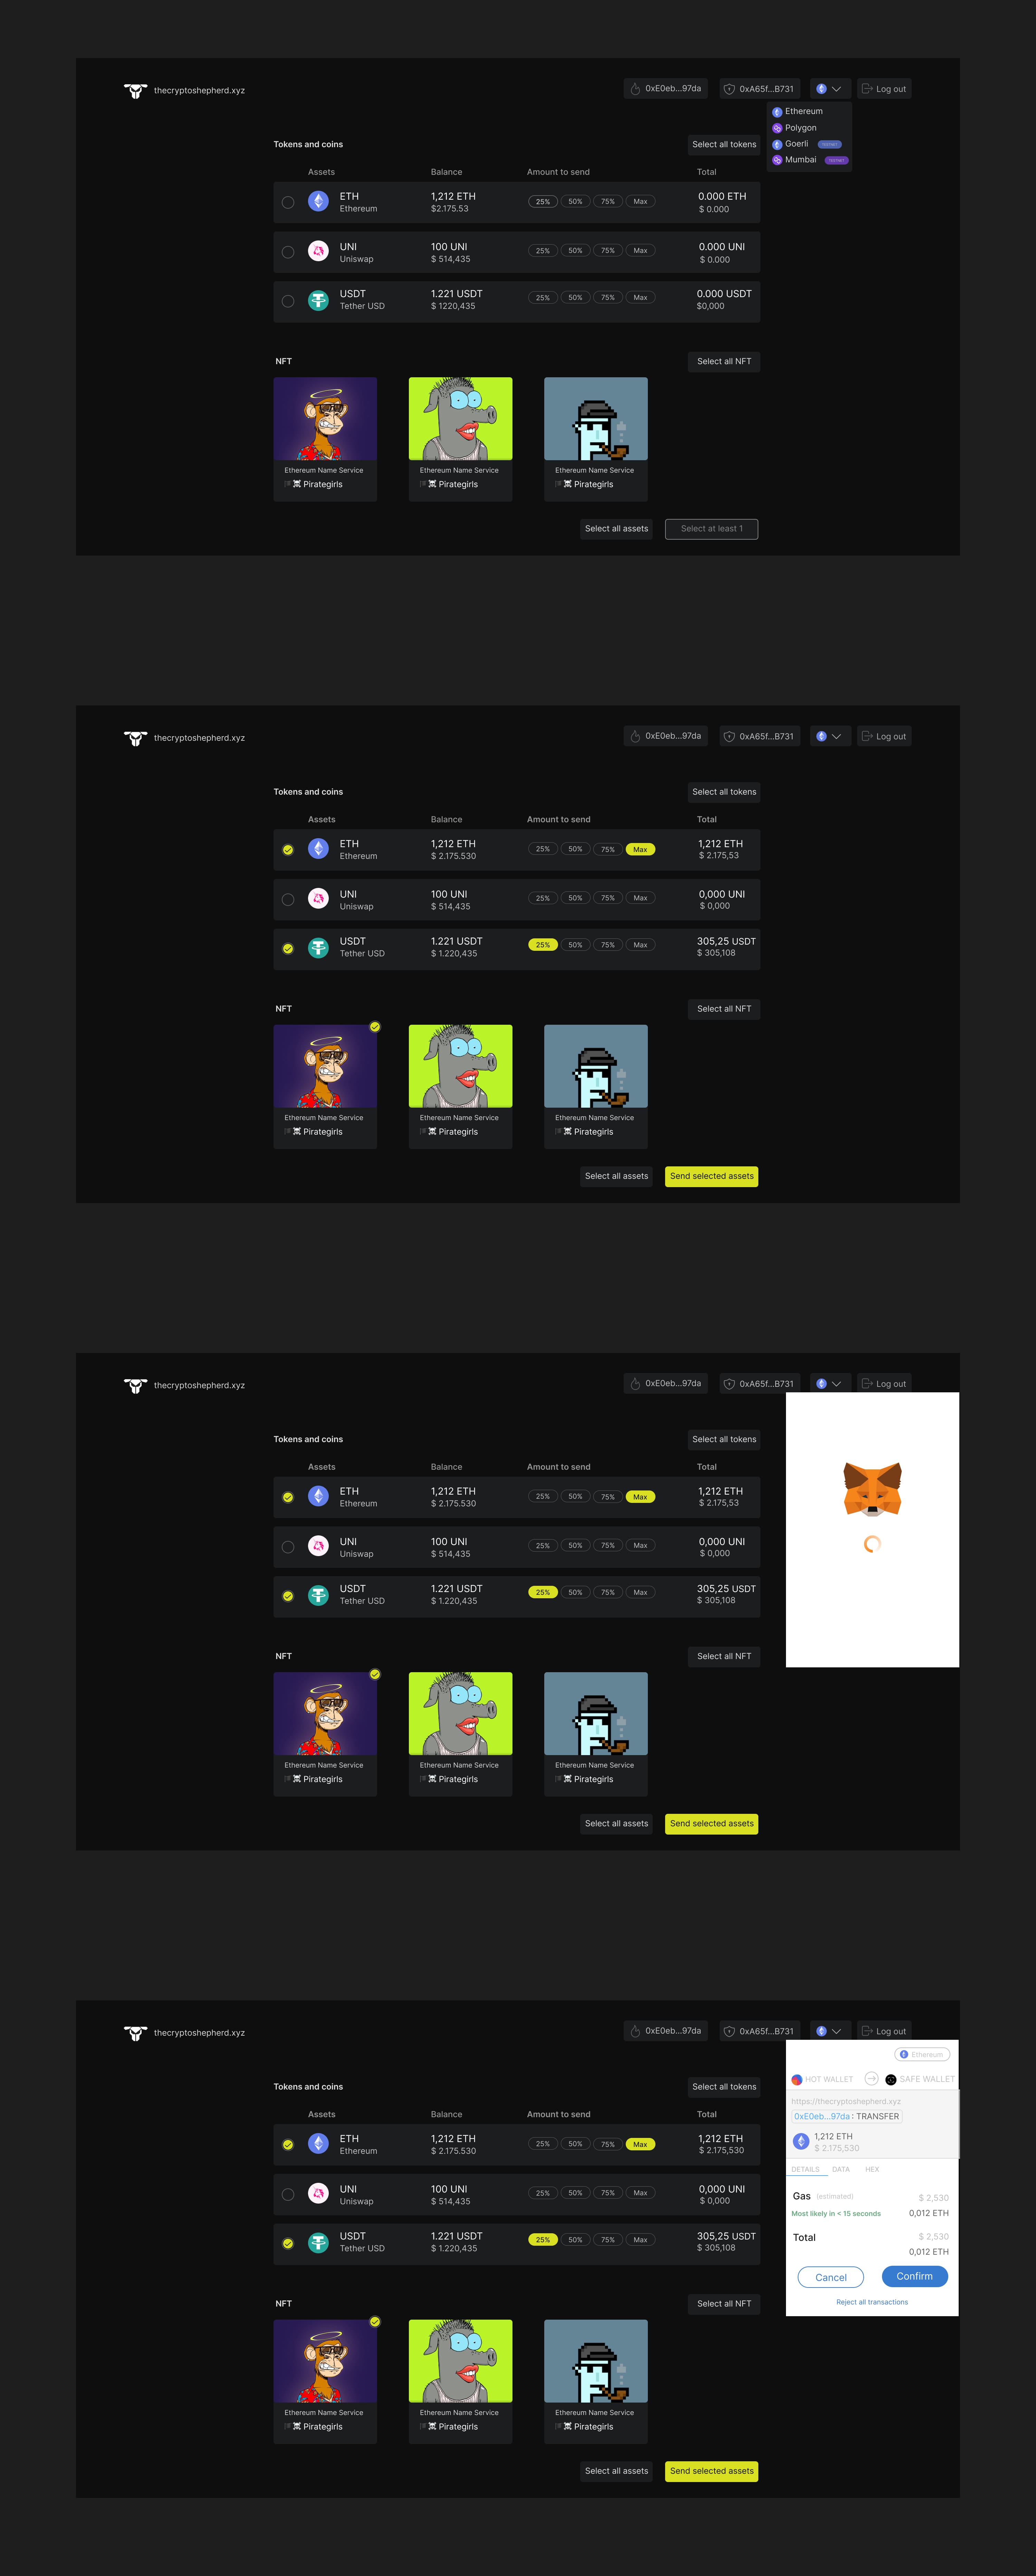 thecryptoshepherd.xyz
0xE0eb...97da
0xA65f...B731
Log out
Ethereum
Polygon
Goerli TESTNET
Mumbai TESTNET
Tokens and coins
Select all tokens
Assets Balance Amount to send Total
ETH 1,212 ETH 25% 50% 75% Max 0.000 ETH
Ethereum $2.175.53 $ 0.000
UNI 100 UNI 25% 50% 75% Max 0.000 UNI
Uniswap $ 514,435 $ 0.000
USDT 1.221 USDT 25% 50% 75% Max 0.000 USDT
Tether USD $ 1220,435 $0,000
NFT
Select all NFT
Ethereum Name Service Ethereum Name Service Ethereum Name Service
Pirategirls Pirategirls Pirategirls
Select all assets Select at least 1
thecryptoshepherd.xyz
0xE0eb...97da
0xA65f...B731
Log out
Tokens and coins
Select all tokens
Assets Balance Amount to send Total
ETH 1,212 ETH 25% 50% 75% Max 1,212 ETH
Ethereum $ 2.175.530 $ 2.175,53
UNI 100 UNI 25% 50% 75% Max 0,000 UNI
Uniswap $ 514,435 $ 0,000
USDT 1.221 USDT 25% 50% 75% Max 305,25 USDT
Tether USD $ 1.220,435 $ 305,108
NFT
Select all NFT
Ethereum Name Service Ethereum Name Service Ethereum Name Service
Pirategirls Pirategirls Pirategirls
Select all assets Send selected assets
thecryptoshepherd.xyz
0xE0eb...97da
0xA65f...B731
Log out
Tokens and coins
Select all tokens
Assets Balance Amount to send Total
ETH 1,212 ETH 25% 50% 75% Max 1,212 ETH
Ethereum $ 2.175.530 $ 2.175,53
UNI 100 UNI 25% 50% 75% Max 0,000 UNI
Uniswap $ 514,435 $ 0,000
USDT 1.221 USDT 25% 50% 75% Max 305,25 USDT
Tether USD $ 1.220,435 $ 305,108
NFT
Select all NFT
Ethereum Name Service Ethereum Name Service Ethereum Name Service
Pirategirls Pirategirls Pirategirls
Select all assets Send selected assets
thecryptoshepherd.xyz
0xE0eb...97da
0xA65f...B731
Log out
Tokens and coins
Select all tokens
Assets Balance Amount to send Total
ETH 1,212 ETH 25% 50% 75% Max 1,212 ETH
Ethereum $ 2.175.530 $ 2.175,530
UNI 100 UNI 25% 50% 75% Max 0,000 UNI
Uniswap $ 514,435 $ 0,000
USDT 1.221 USDT 25% 50% 75% Max 305,25 USDT
Tether USD $ 1.220,435 $ 305,108
NFT
Select all NFT
Ethereum Name Service Ethereum Name Service Ethereum Name Service
Pirategirls Pirategirls Pirategirls
Select all assets Send selected assets
Ethereum
HOT WALLET SAFE WALLET
https://thecryptoshepherd.xyz
0xE0eb...97da : TRANSFER
1,212 ETH
$ 2.175,530
DETAILS DATA HEX
Gas (estimated) $ 2,530
Most likely in < 15 seconds 0,012 ETH
Total $ 2,530
0,012 ETH
Cancel Confirm
Reject all transactions